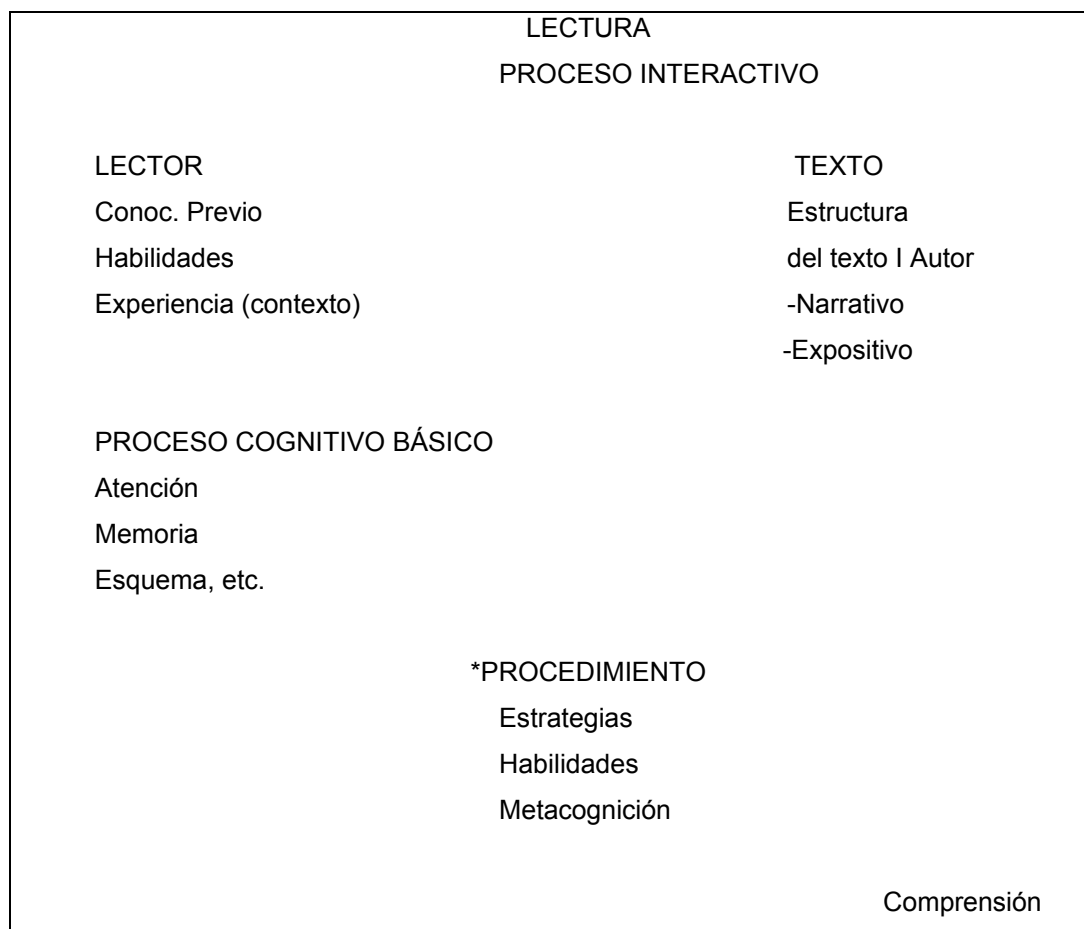 LECTURA
PROCESO INTERACTIVO
LECTOR
TEXTO
Conoc. Previo
Estructura
Habilidades
del texto I Autor
Experiencia (contexto)
-Narrativo
-Expositivo
PROCESO COGNITIVO BÁSICO
Atención
Memoria
Esquema, etc.
*PROCEDIMIENTO
Estrategias
Habilidades
Metacognición
Comprensión